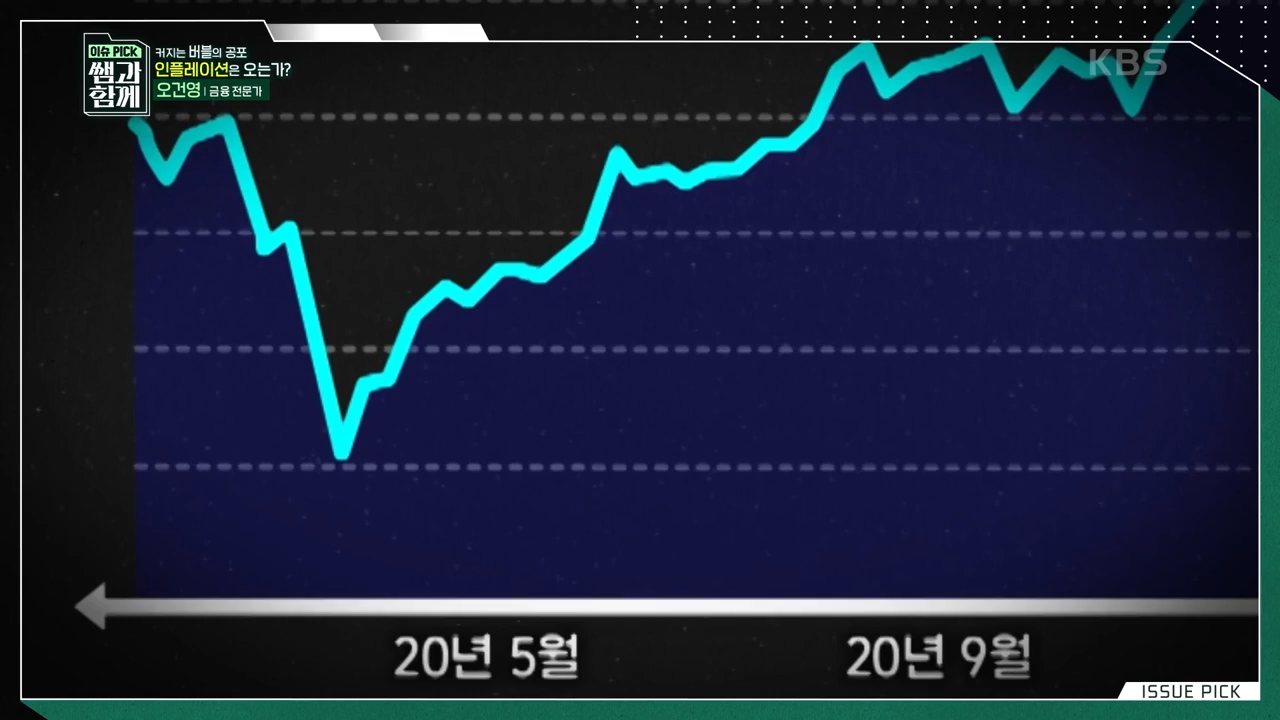 이슈 PICK
쌤과
함께
커지는 버블의 공포
인플레이션은 오는가?
오건영 | 금융 전문가
KBS
20년 5월
20년 9월
ISSUE PICK